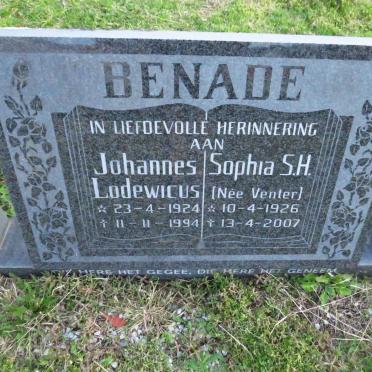 BENADE
IN LIEFDEVOLLE HERINNERING
AAN
Johannes Lodewicus
☆ 23-4-1924
† 11-11-1994
Sophia S.H.
(Née Venter)
☆ 10-4-1926
† 13-4-2007
HERE HET GEGEE, DIE HERE HET GENEEM